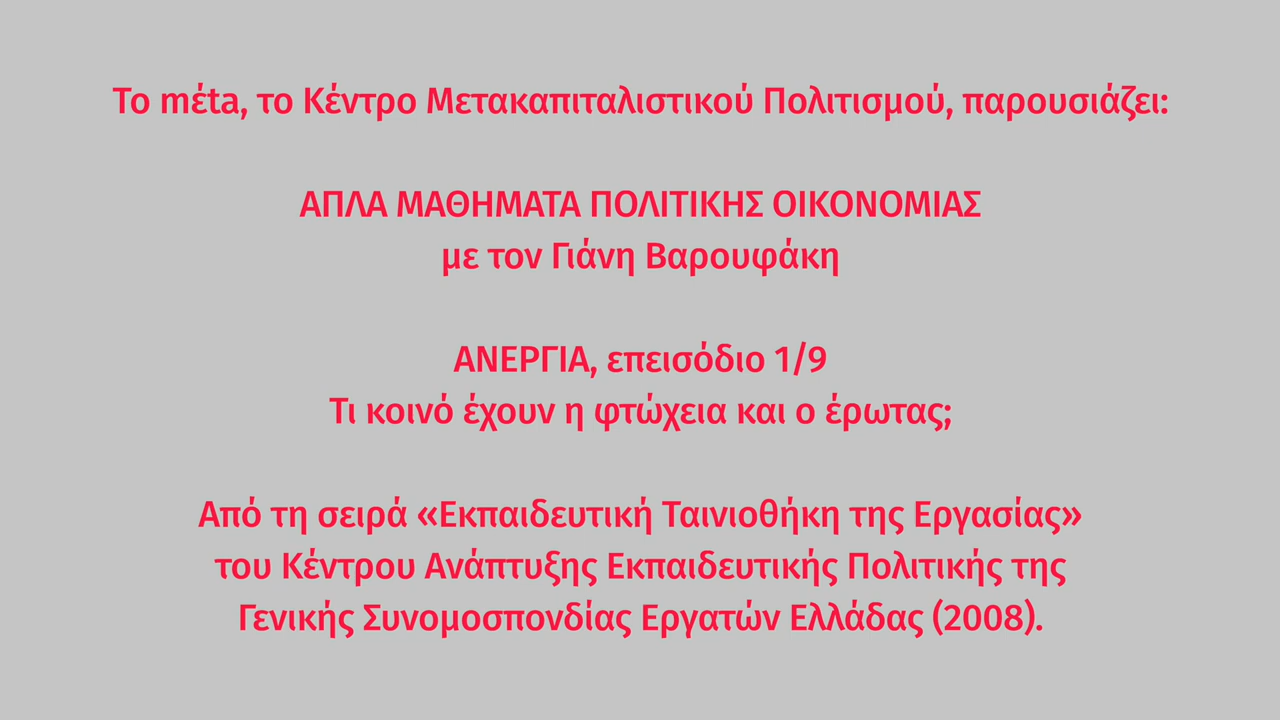 Το mέta, το Κέντρο Μετακαπιταλιστικού Πολιτισμού, παρουσιάζει:
ΑΠΛΑ ΜΑΘΗΜΑΤΑ ΠΟΛΙΤΙΚΗΣ ΟΙΚΟΝΟΜΙΑΣ
με τον Γιάνη Βαρουφάκη
ΑΝΕΡΓΙΑ, επεισόδιο 1/9
Τι κοινό έχουν η φτώχεια και ο έρωτας;
Από τη σειρά «Εκπαιδευτική Ταινιοθήκη της Εργασίας»
του Κέντρου Ανάπτυξης Εκπαιδευτικής Πολιτικής της
Γενικής Συνομοσπονδίας Εργατών Ελλάδας (2008).